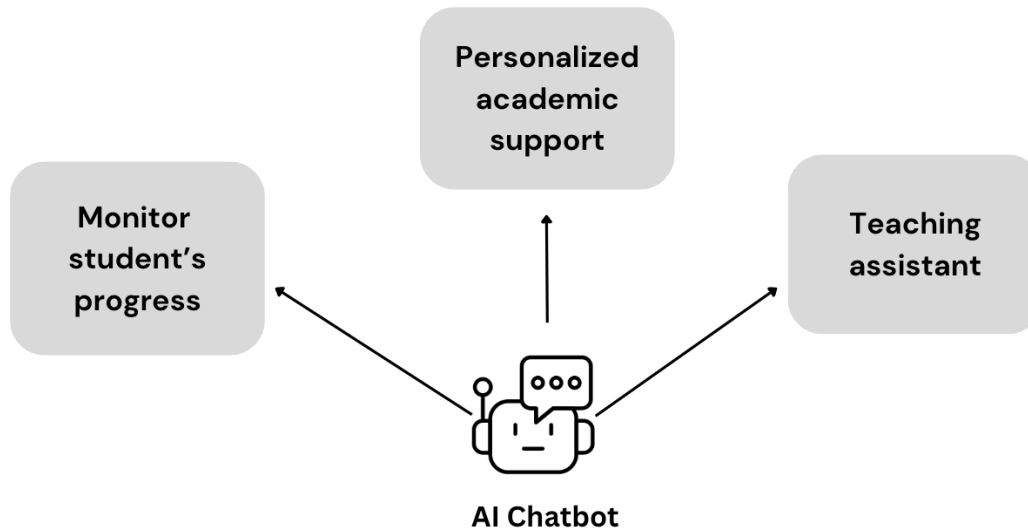 Personalized
academic
support
Monitor
student’s
progress
Teaching
assistant
AI Chatbot